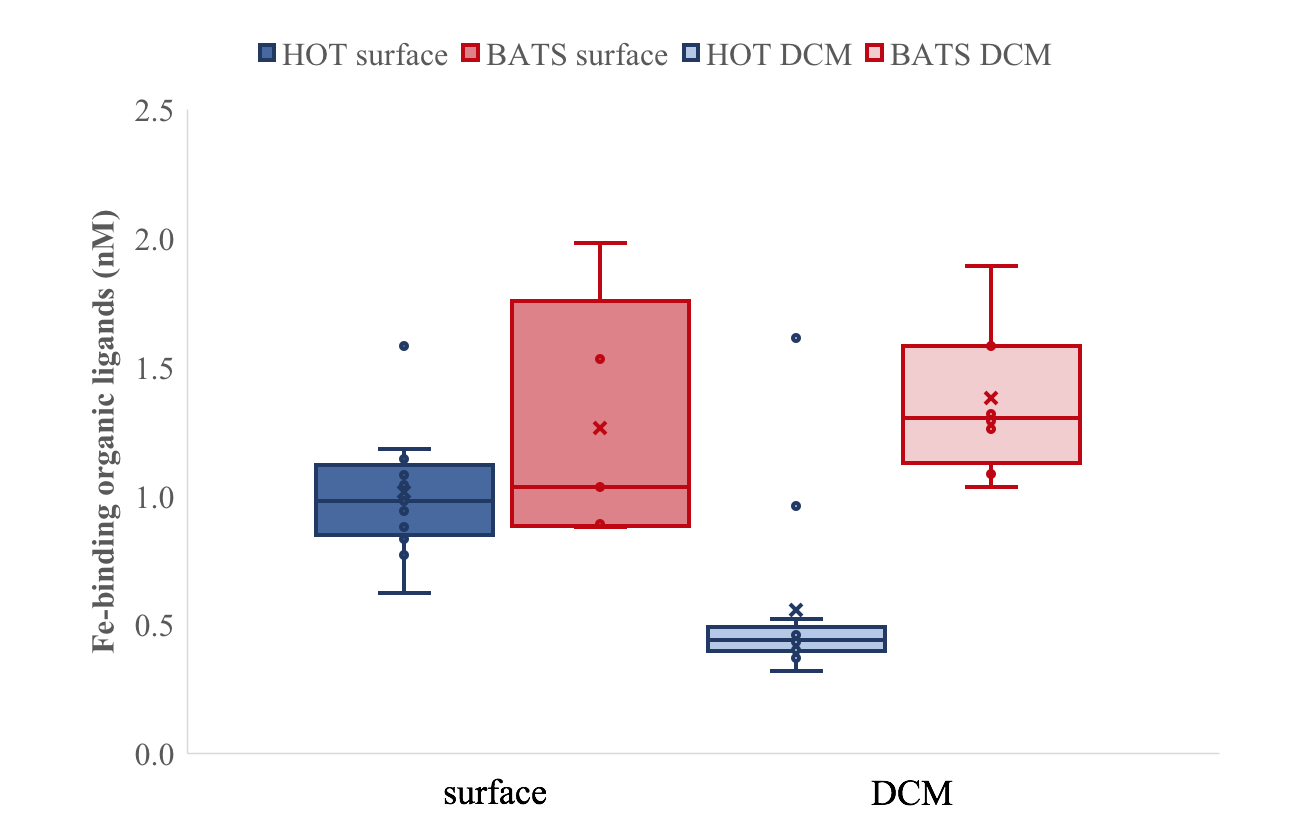 HOT surface BATS surface HOT DCM BATS DCM
Fe-binding organic ligands (nM)
2.5
2.0
1.5
1.0
0.5
0.0
surface DCM